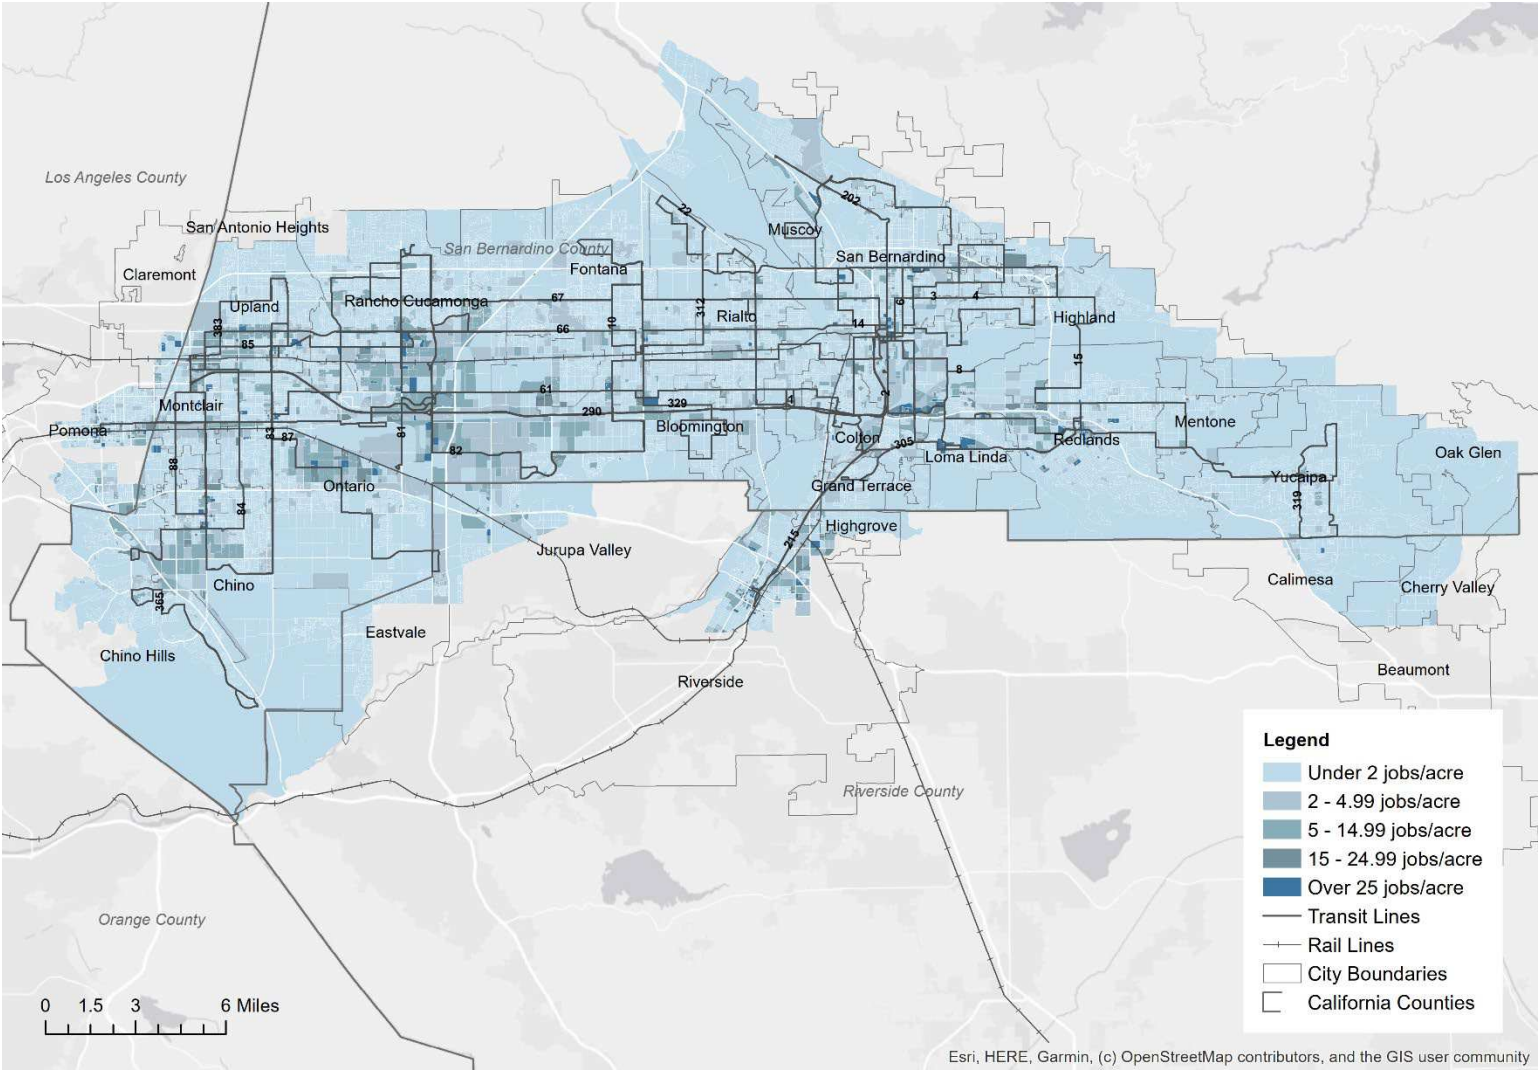 Los Angeles County
202
22
San Antonio Heights
Muscoy
San Bernardino County
San Bernardino
Claremont
Fontana
67
3
4
6
Upland
Rancho Cucamonga
312
Rialto
Highland
383
10
14
66
85
15
8
61
2
4
Montclair
290
329
Mentone
Pomona
83
87
81
Bloomington
Colton
305
Redlands
82
Loma Linda
Oak Glen
88
Ontario
Grand Terrace
Yucaipa
319
84
215
Highgrove
Jurupa Valley
Chino
Calimesa
Cherry Valley
365
Eastvale
Chino Hills
Beaumont
Riverside
Riverside County
Orange County
Legend
Under 2 jobs/acre
2 - 4.99 jobs/acre
5 - 14.99 jobs/acre
15 - 24.99 jobs/acre
Over 25 jobs/acre
Transit Lines
Rail Lines
City Boundaries
California Counties
0 1.5 3 6 Miles
Esri, HERE, Garmin, (c) OpenStreetMap contributors, and the GIS user community